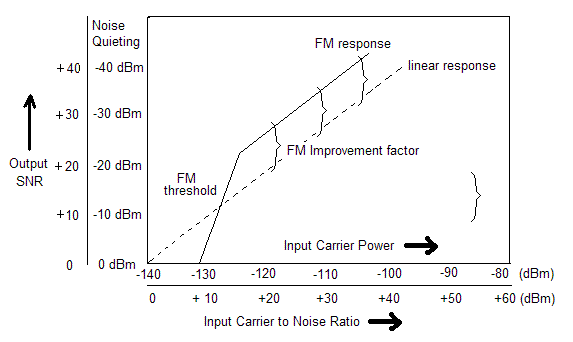 Noise
Quieting
FM response
+ 40 -40 dBm
linear response
+30 -30 dBm
Output
SNR
+ 20 -20 dBm
FM Improvement factor
FM
threshold
+10 -10 dBm
Input Carrier Power
0 0 dBm
-140 -130 -120 -110 -100 -90 -80 (dBm)
0 + 10 +20 +30 +40 +50 +60 (dBm)
Input Carrier to Noise Ratio